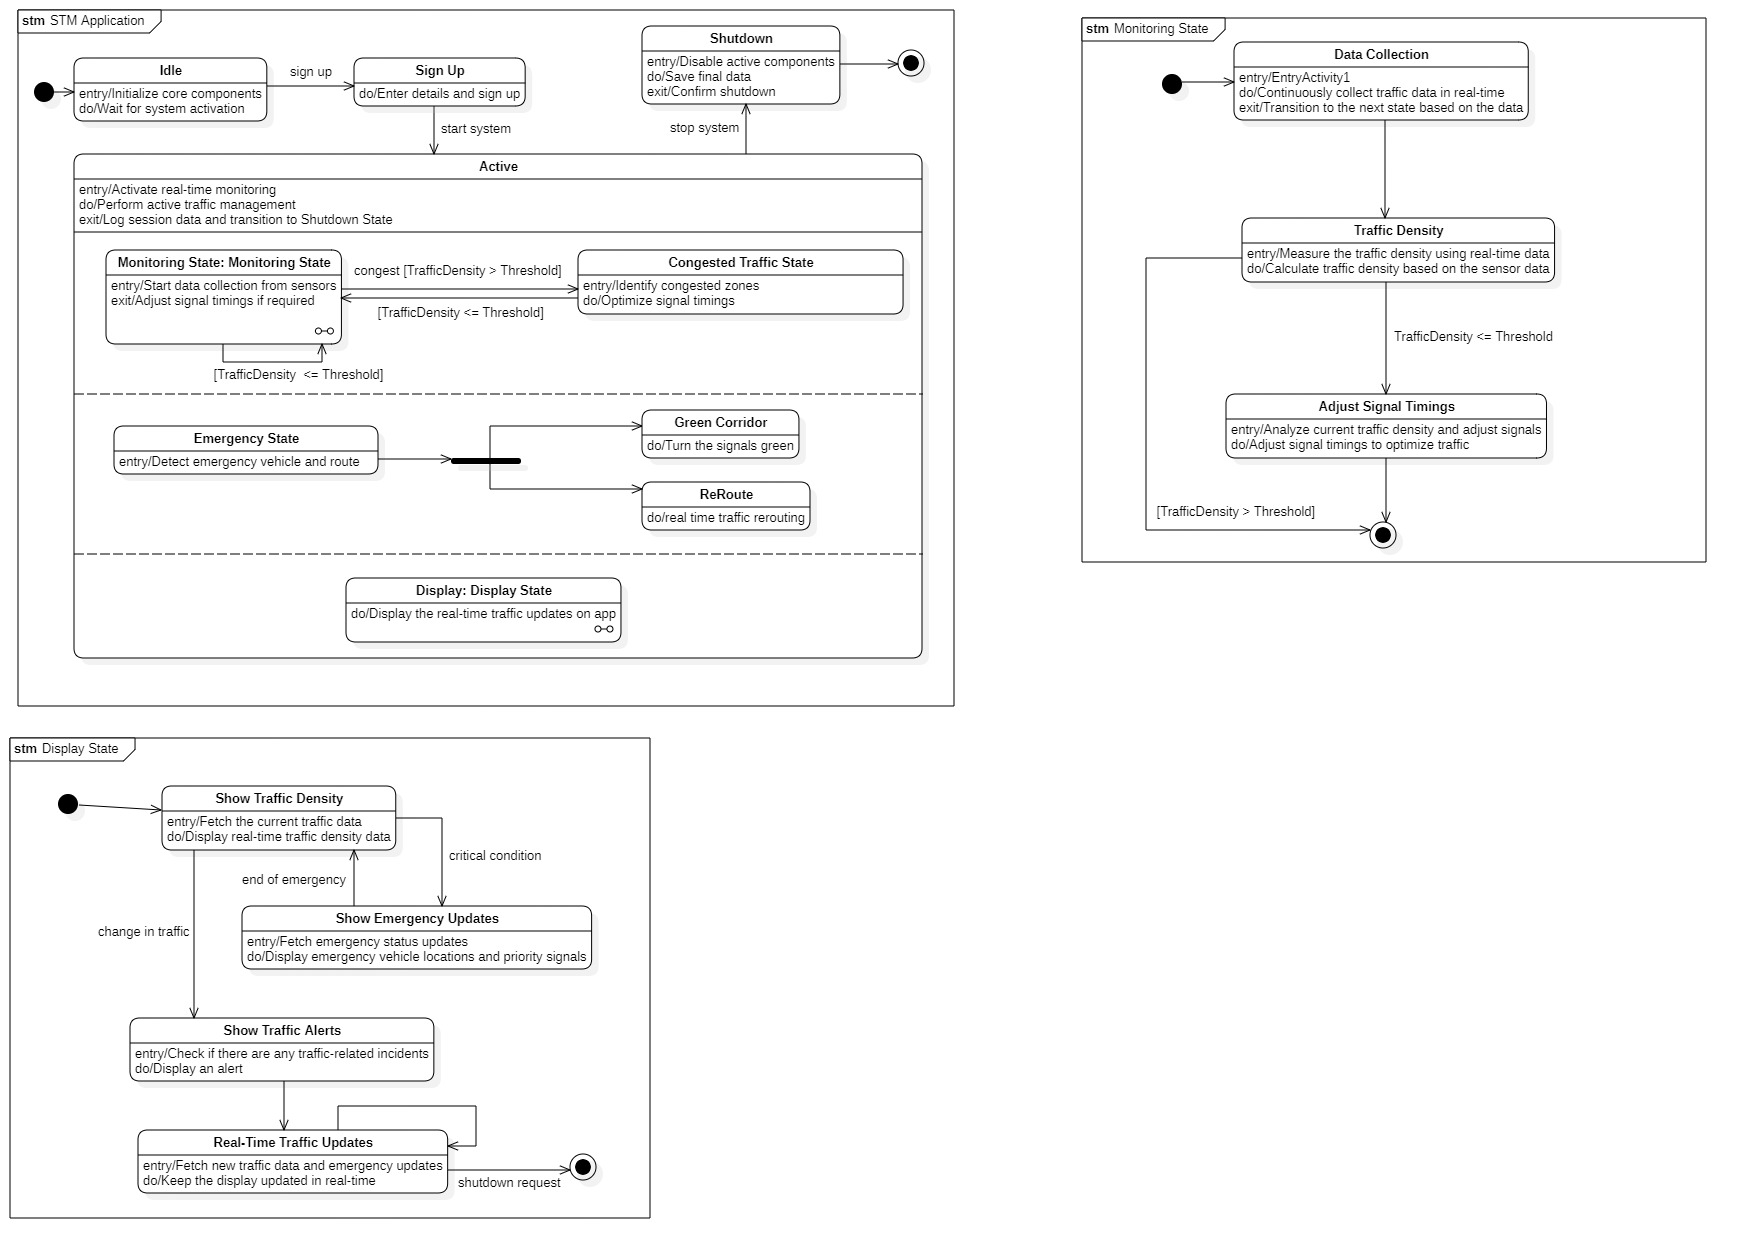 stm STM Application
Idle
entry/Initialize core components
do/Wait for system activation
sign up
Sign Up
do/Enter details and sign up
start system
Shutdown
entry/Disable active components
do/Save final data
exit/Confirm shutdown
stop system
Active
entry/Activate real-time monitoring
do/Perform active traffic management
exit/Log session data and transition to Shutdown State
Monitoring State: Monitoring State
entry/Start data collection from sensors
exit/Adjust signal timings if required
congest [TrafficDensity > Threshold]
[TrafficDensity <= Threshold]
Congested Traffic State
entry/Identify congested zones
do/Optimize signal timings
[TrafficDensity  <= Threshold]
Emergency State
entry/Detect emergency vehicle and route
Green Corridor
do/Turn the signals green
ReRoute
do/real time traffic rerouting
Display: Display State
do/Display the real-time traffic updates on app
stm Monitoring State
Data Collection
entry/EntryActivity1
do/Continuously collect traffic data in real-time
exit/Transition to the next state based on the data
Traffic Density
entry/Measure the traffic density using real-time data
do/Calculate traffic density based on the sensor data
TrafficDensity <= Threshold
Adjust Signal Timings
entry/Analyze current traffic density and adjust signals
do/Adjust signal timings to optimize traffic
[TrafficDensity > Threshold]
stm Display State
Show Traffic Density
entry/Fetch the current traffic data
do/Display real-time traffic density data
critical condition
end of emergency
Show Emergency Updates
entry/Fetch emergency status updates
do/Display emergency vehicle locations and priority signals
change in traffic
Show Traffic Alerts
entry/Check if there are any traffic-related incidents
do/Display an alert
Real-Time Traffic Updates
entry/Fetch new traffic data and emergency updates
do/Keep the display updated in real-time
shutdown request